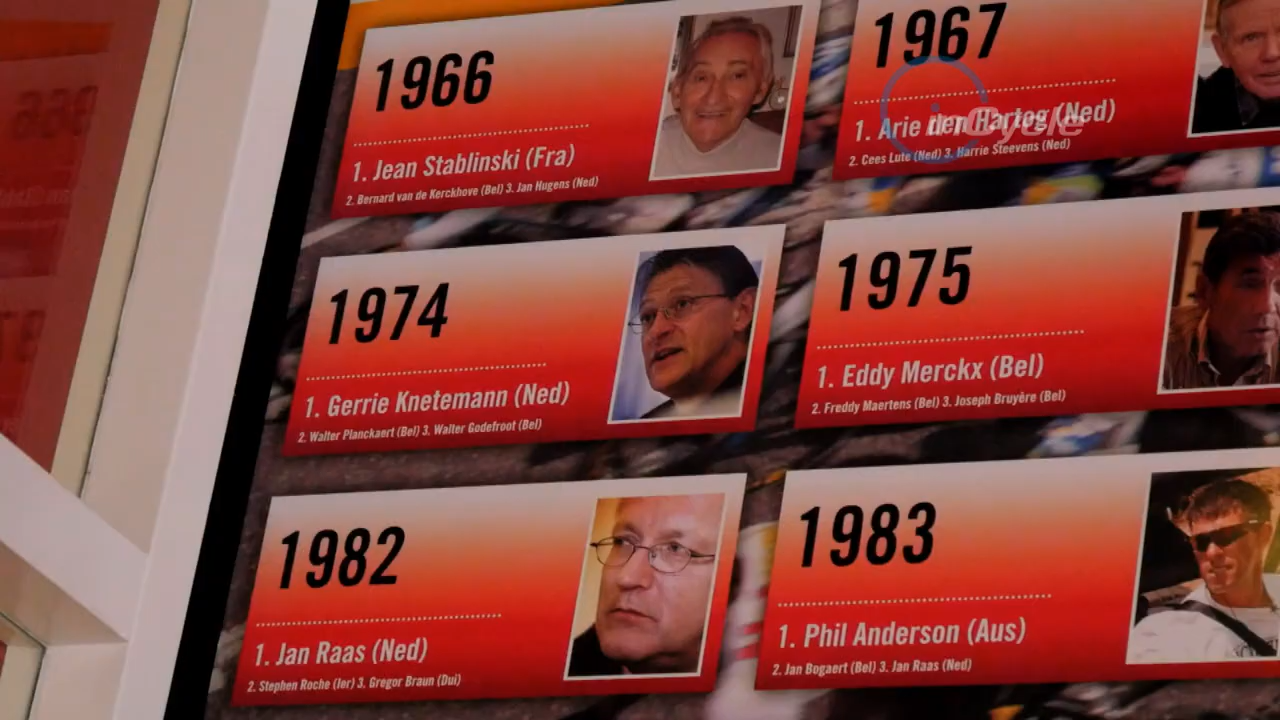 1966
1. Jean Stablinski (Fra)
2. Bernard van de Kerckhove (Bel) 3. Jan Hugens (Ned)
1967
1. Arie den Hartog (Ned)
2. Cees Lute (Ned) 3. Harrie Steevens (Ned)
inCycle
1974
1. Gerrie Knetemann (Ned)
2. Walter Planckaert (Bel) 3. Walter Godefroot (Bel)
1975
1. Eddy Merckx (Bel)
2. Freddy Maertens (Bel) 3. Joseph Bruyère (Bel)
1982
1. Jan Raas (Ned)
2. Stephen Roche (Ier) 3. Gregor Braun (Dui)
1983
1. Phil Anderson (Aus)
2. Jan Bogaert (Bel) 3. Jan Raas (Ned)